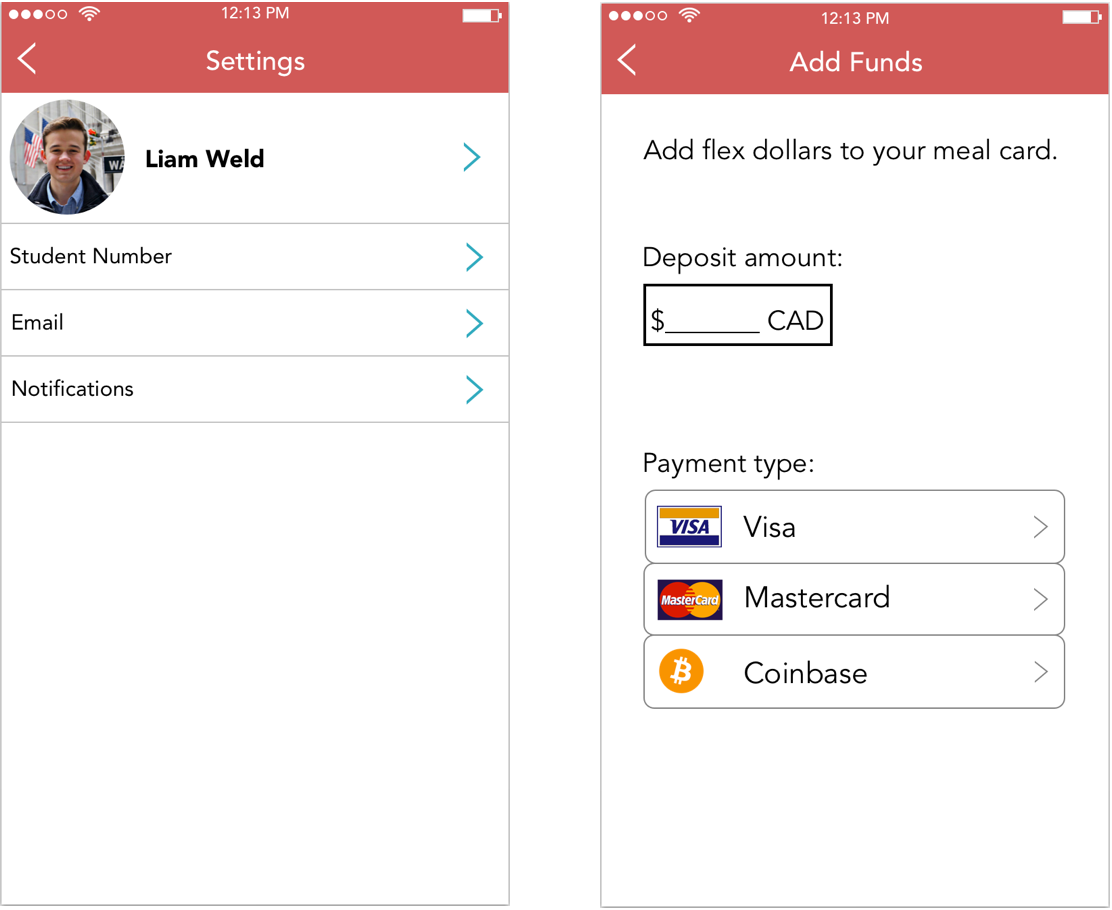 12:13 PM
Settings
Liam Weld
Student Number
Email
Notifications
12:13 PM
Add Funds
Add flex dollars to your meal card.
Deposit amount:
$_______ CAD
Payment type:
VISA Visa
MasterCard Mastercard
Coinbase